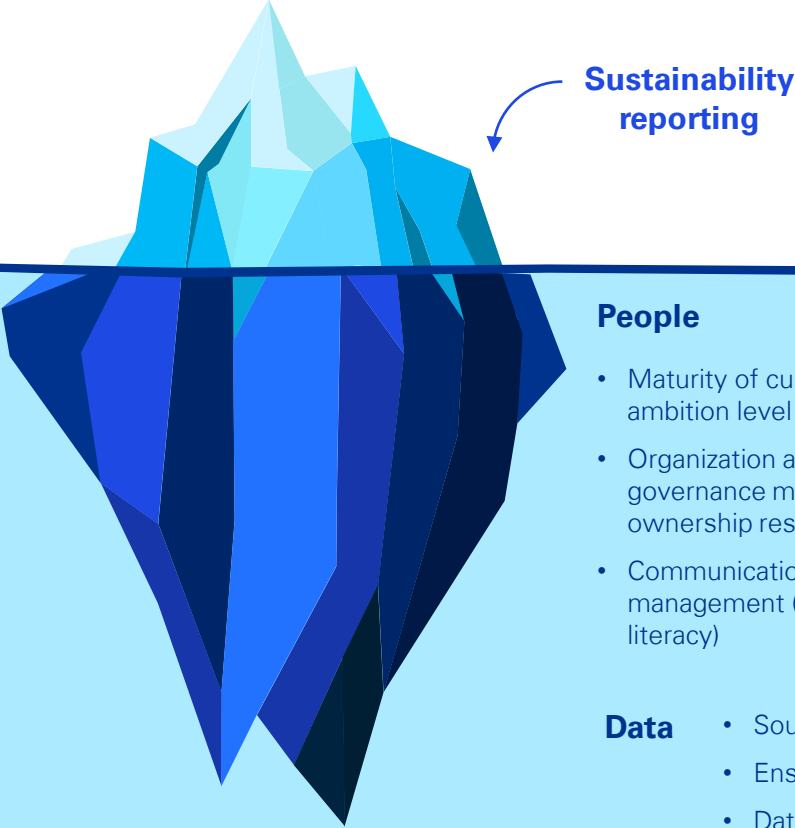 Sustainability
reporting
People
• Maturity of cu
ambition level
• Organization a
governance m
ownership res
• Communicatio
management (
literacy)
Data
• Sou
• Ens
• Dat